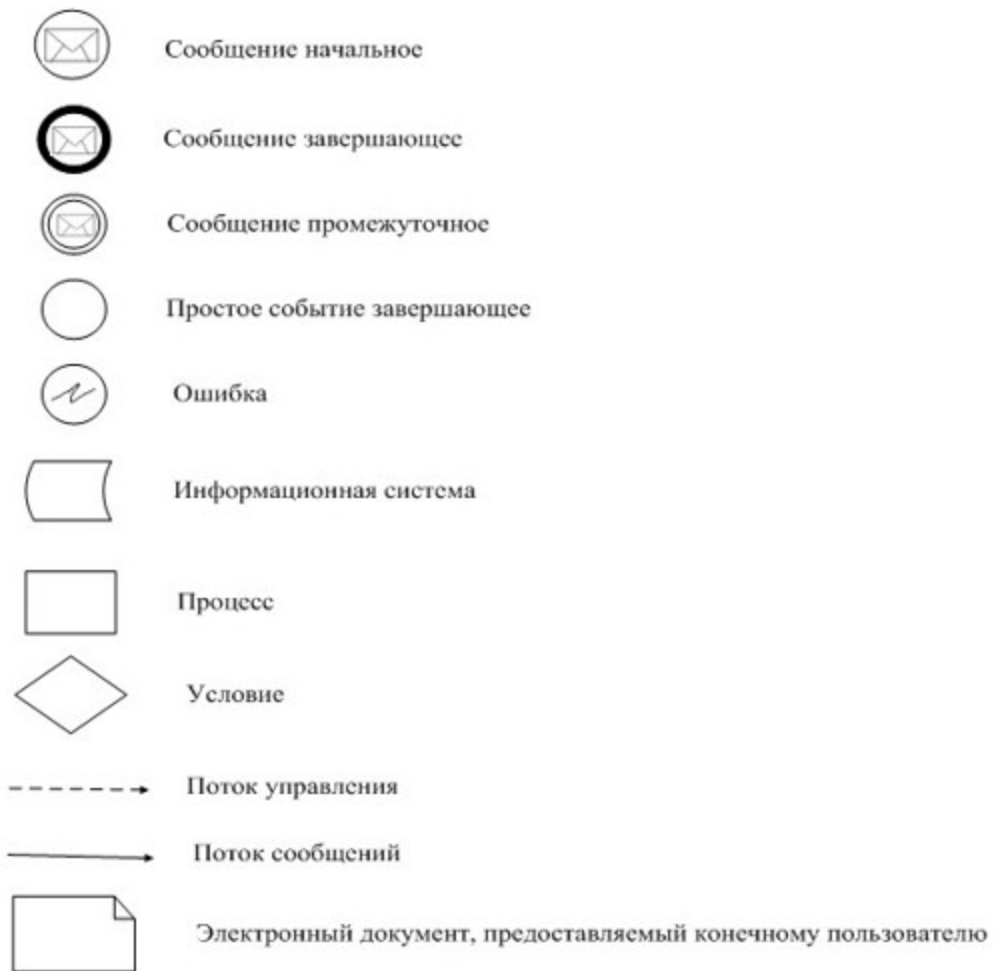 Сообщение начальное
Сообщение завершающее
Сообщение промежуточное
Простое событие завершающее
Ошибка
Информационная система
Процесс
Условие
Поток управления
Поток сообщений
Электронный документ, предоставляемый конечному пользователю